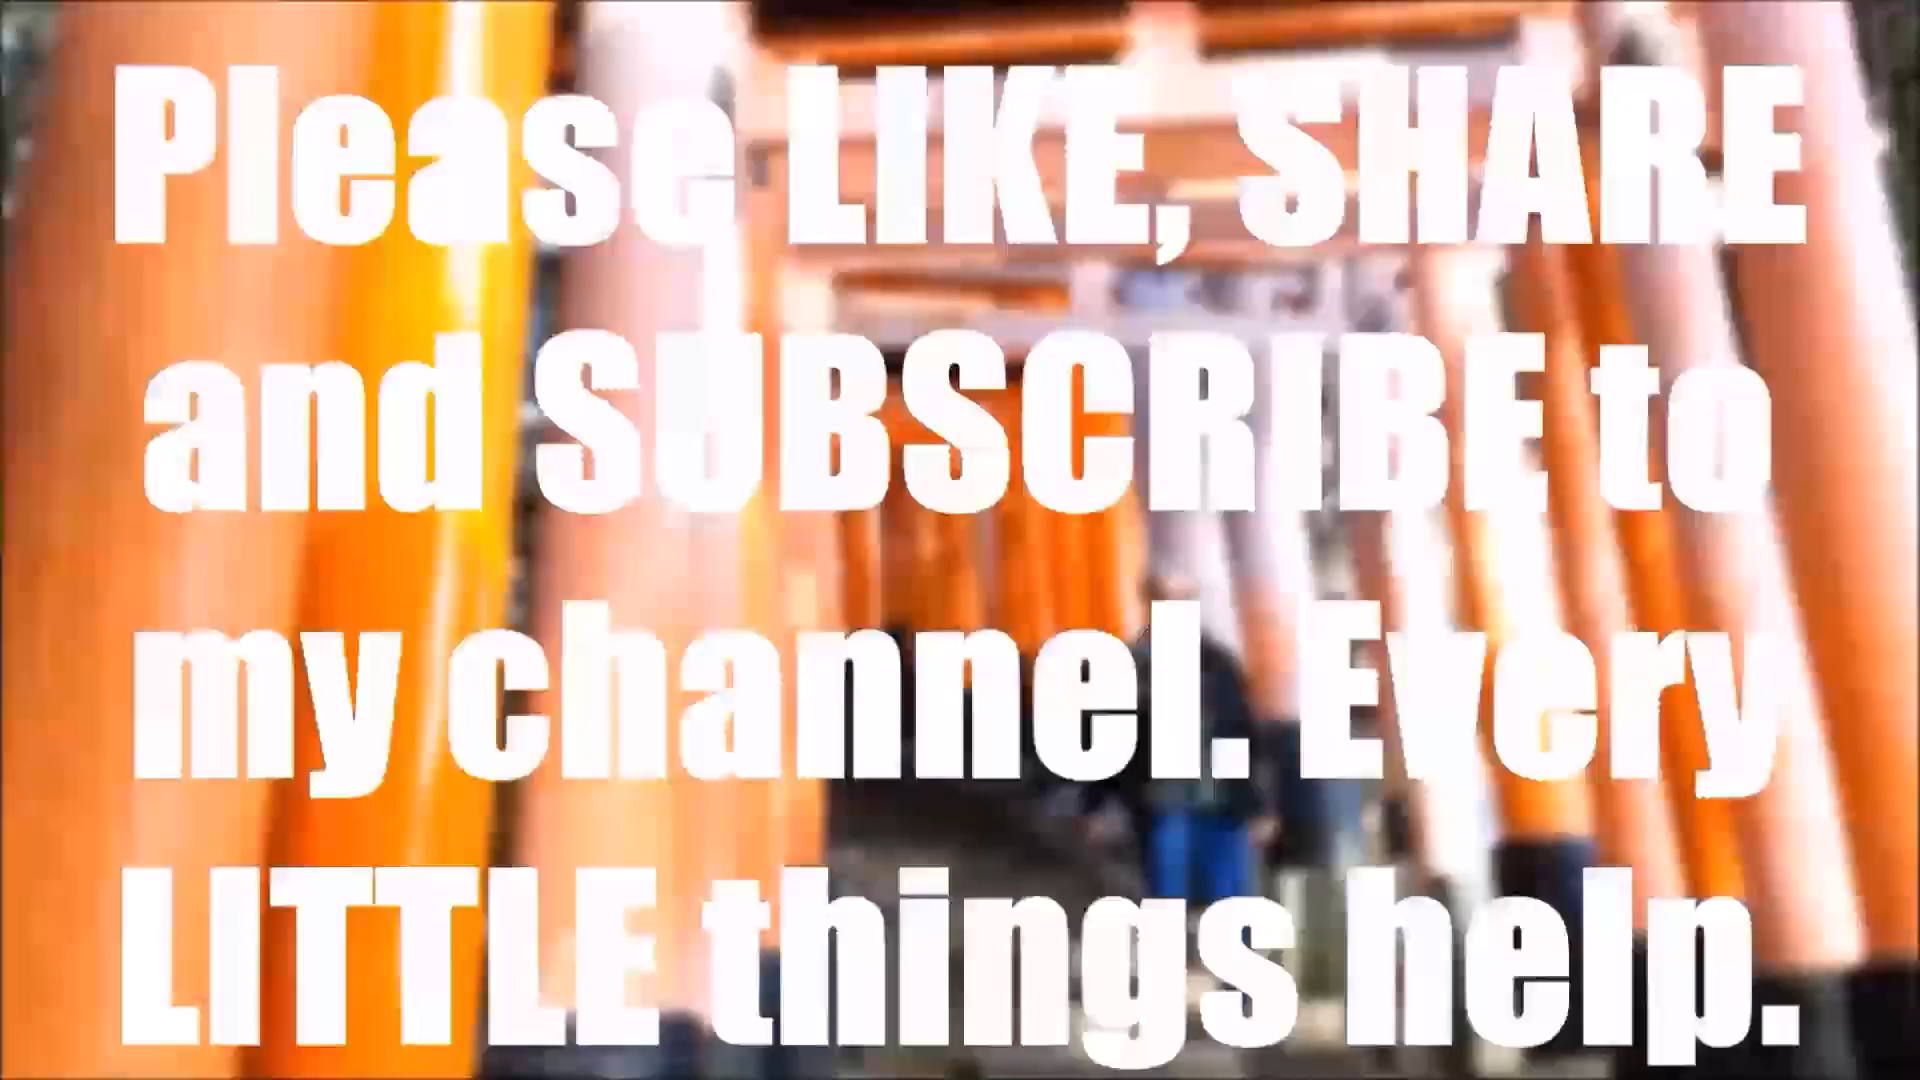 Please LIKE, SHARE
and SUBSCRIBE to
my channel. Every
LITTLE things help.